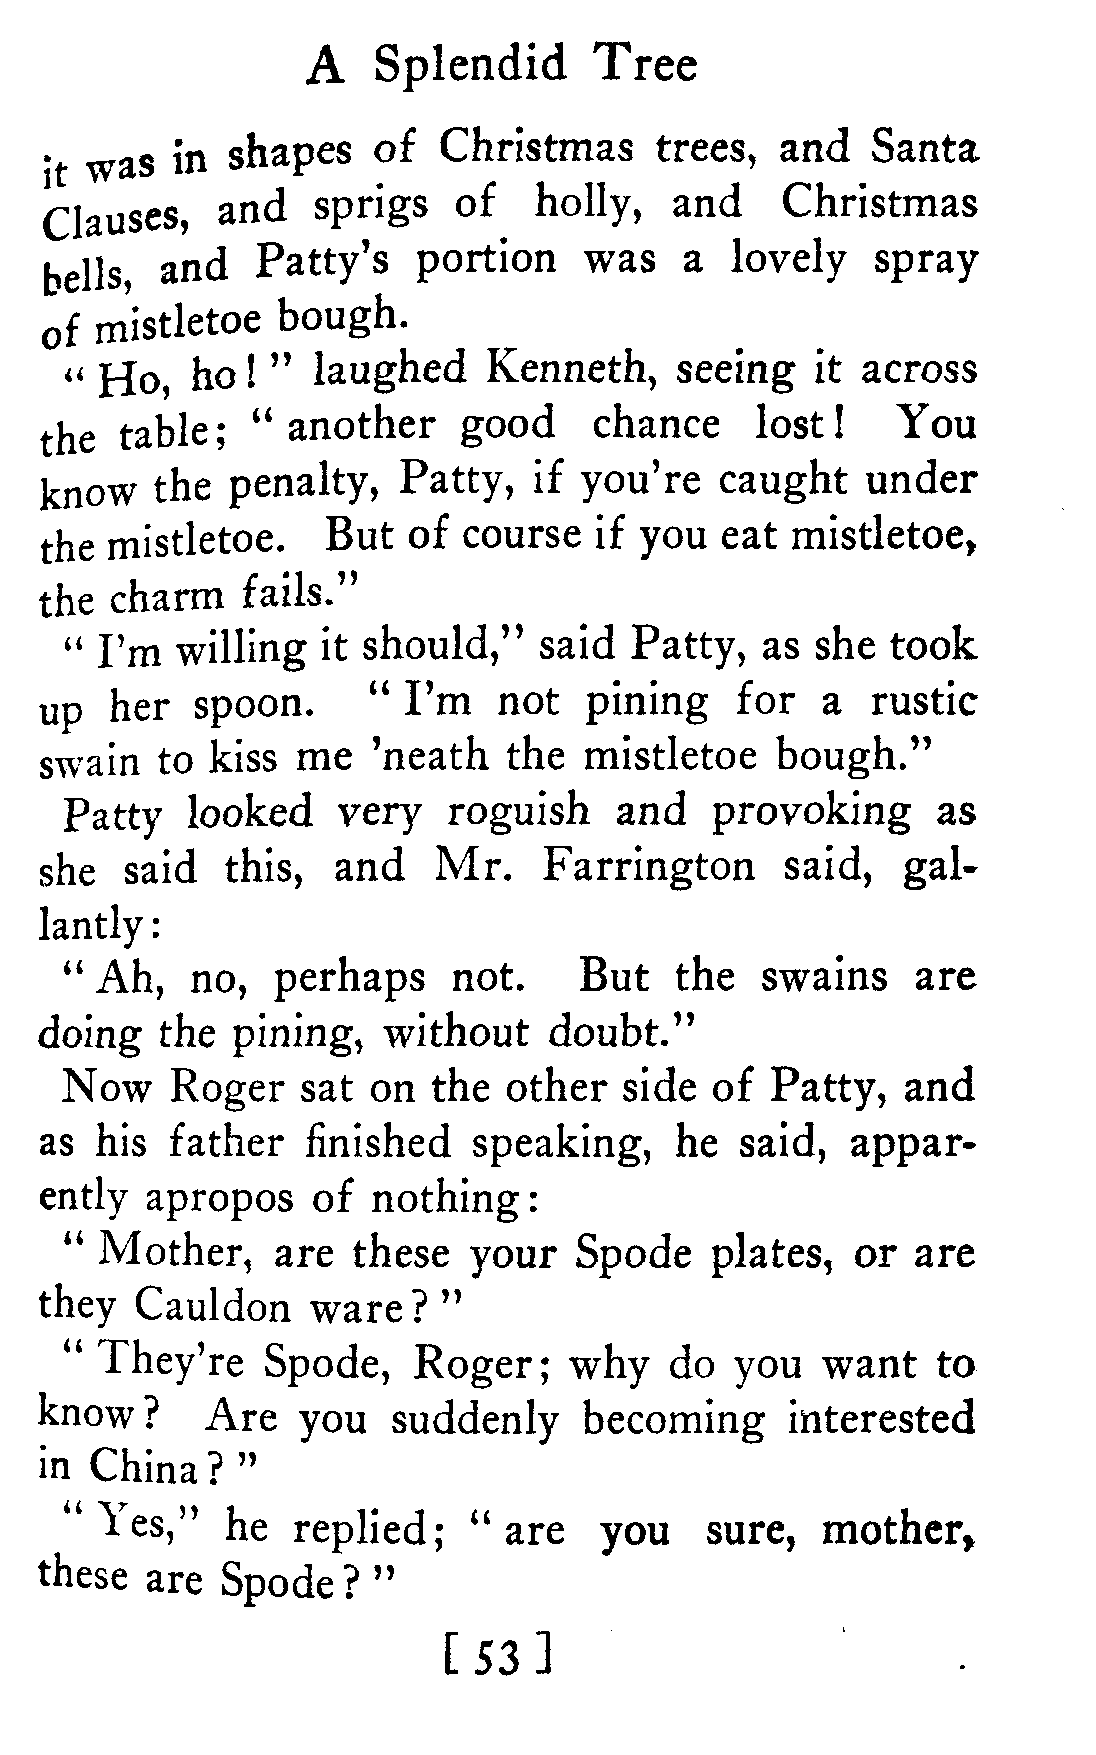 A Splendid Tree
it was in shapes of Christmas trees, and Santa
Clauses, and sprigs of holly, and Christmas
bells, and Patty's portion was a lovely spray
of mistletoe bough.
" Ho, ho! " laughed Kenneth, seeing it across
the table; " another good chance lost! You
know the penalty, Patty, if you're caught under
the mistletoe. But of course if you eat mistletoe,
the charm fails."
" I'm willing it should," said Patty, as she took
up her spoon. " I'm not pining for a rustic
swain to kiss me 'neath the mistletoe bough."
Patty looked very roguish and provoking as
she said this, and Mr. Farrington said, gal-
lantly:
" Ah, no, perhaps not. But the swains are
doing the pining, without doubt."
Now Roger sat on the other side of Patty, and
as his father finished speaking, he said, appar-
ently apropos of nothing:
" Mother, are these your Spode plates, or are
they Cauldon ware? "
" They're Spode, Roger; why do you want to
know? Are you suddenly becoming interested
in China? "
" Yes," he replied; " are you sure, mother,
these are Spode? "
[ 53 ]